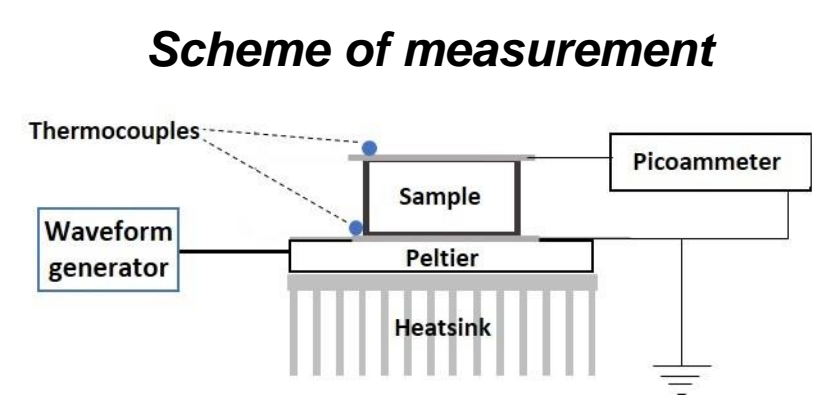 Scheme of measurement
Thermocouples
Picoammeter
Sample
Waveform
generator
Peltier
Heatsink